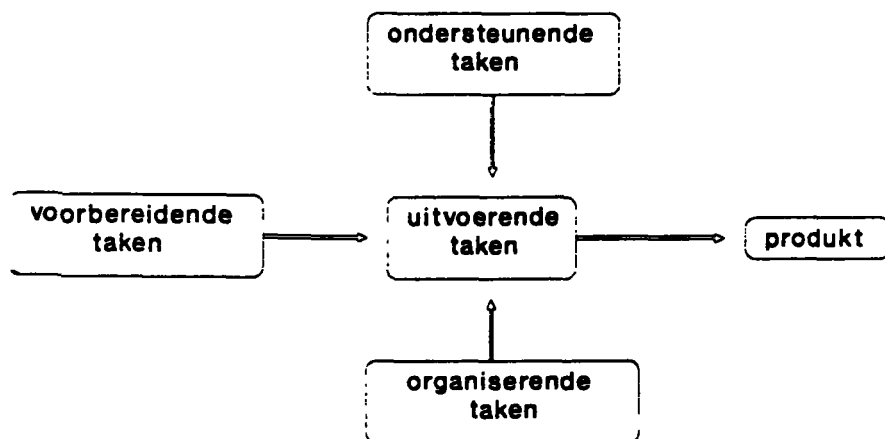 ondersteunende
taken
voorbereidende
taken
uitvoerende
taken
produkt
organiserende
taken